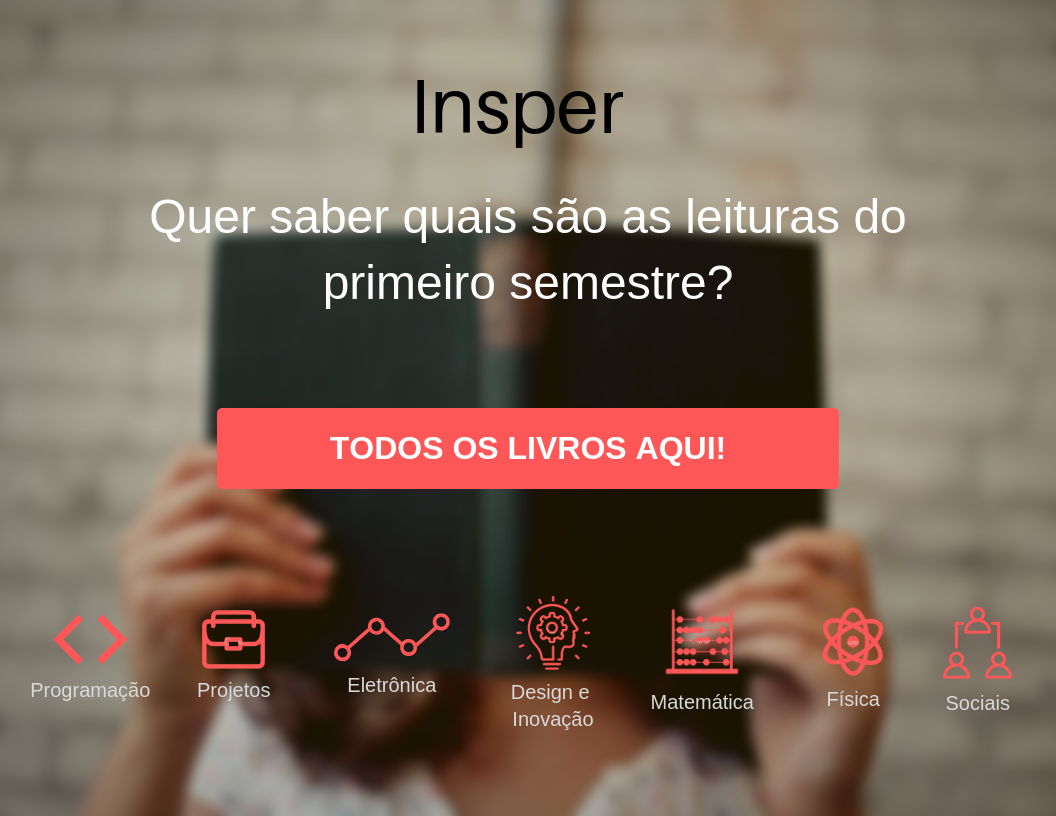 Insper
Quer saber quais são as leituras do
primeiro semestre?
TODOS OS LIVROS AQUI!
Programação
Projetos
Eletrônica
Design e
Inovação
Matemática
Física
Sociais